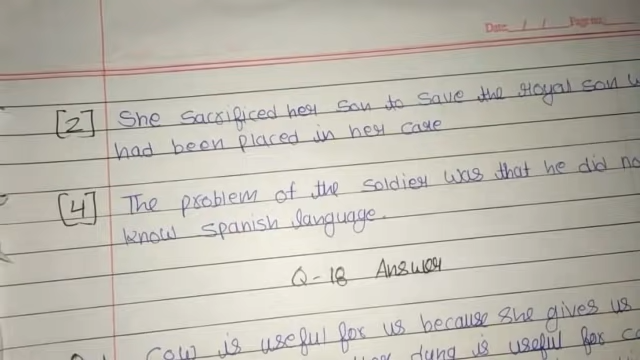 Date: / / Page no.
[2] She sacrificed her son to save the royal son
had been placed in her care
[4] The problem of the soldier was that he did
know spanish language.
Q-18 Answer
cow is useful for us because she gives us
dung is useful for